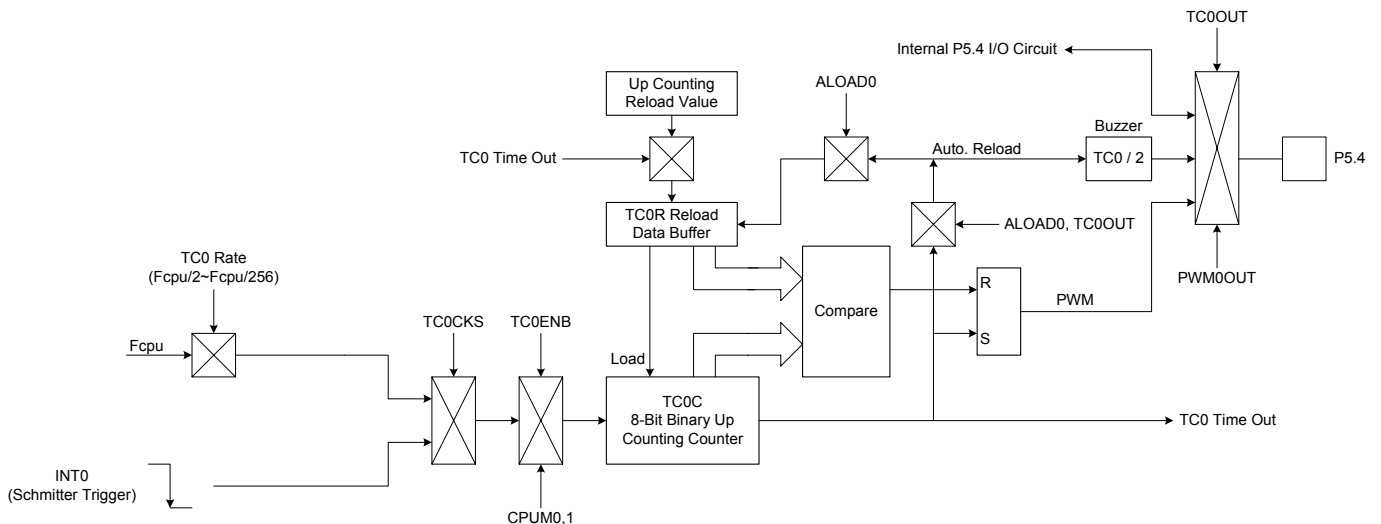 TC0OUT
Internal P5.4 I/O Circuit
Up Counting
Reload Value
ALOAD0
Buzzer
TC0 Time Out
Auto. Reload
TC0 / 2
P5.4
TC0R Reload
Data Buffer
ALOAD0, TC0OUT
TC0 Rate
(Fcpu/2~Fcpu/256)
PWM0OUT
R
PWM
Compare
TC0CKS
TC0ENB
S
Fcpu
Load
TC0C
8-Bit Binary Up
Counting Counter
TC0 Time Out
INT0
(Schmitter Trigger)
CPUM0,1